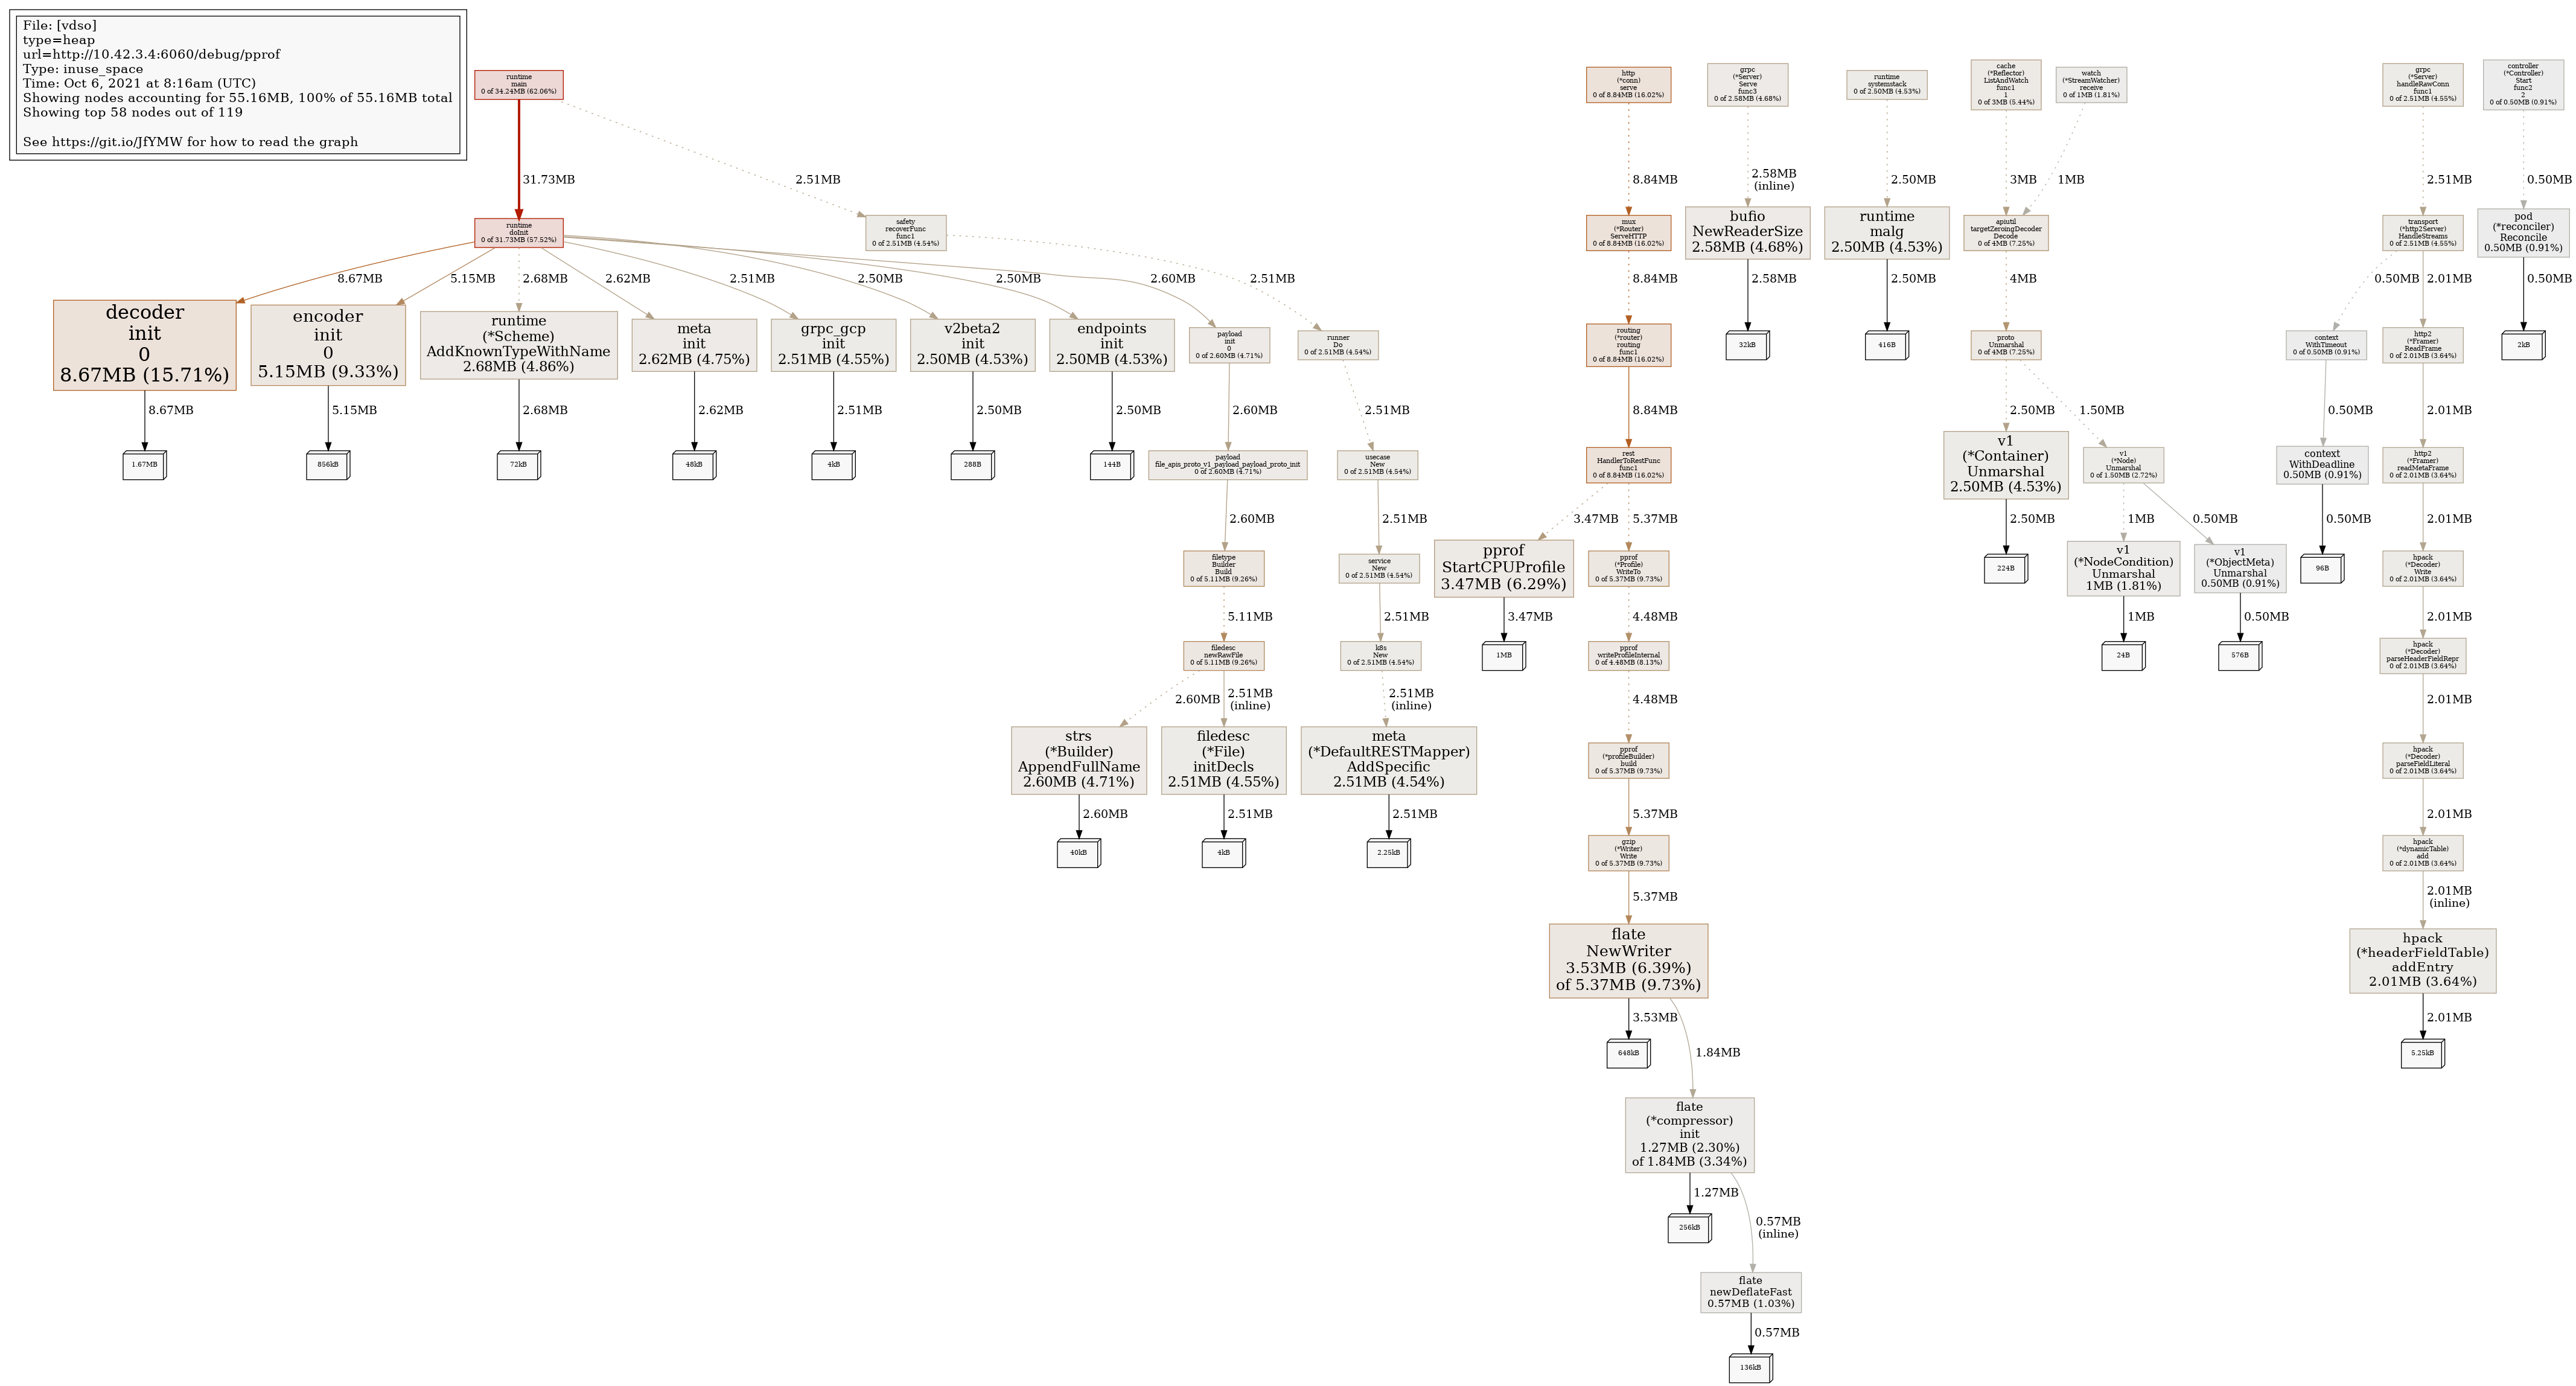 File: [vdso]
type=heap
url=http://10.42.3.4:6060/debug/pprof
Type: inuse_space
Time: Oct 6, 2021 at 8:16am (UTC)
Showing nodes accounting for 55.16MB, 100% of 55.16MB total
Showing top 58 nodes out of 119
See https://git.io/JfYMW for how to read the graph
runtime
main
0 of 34.24MB (62.06%)
http
(*conn)
serve
0 of 8.84MB (16.02%)
grpc
(*Server)
Serve
func3
0 of 2.58MB (4.68%)
runtime
systemstack
0 of 2.50MB (4.53%)
cache
(*Reflector)
ListAndWatch
func1
1
0 of 3MB (5.44%)
watch
(*StreamWatcher)
receive
0 of 1MB (1.81%)
grpc
(*Server)
handleRawConn
func1
0 of 2.51MB (4.55%)
controller
(*Controller)
Start
func2
2
0 of 0.50MB (0.91%)
31.73MB
2.51MB
8.84MB
2.58MB
(inline)
2.50MB
3MB
1MB
2.51MB
0.50MB
runtime
doInit
0 of 31.73MB (57.52%)
safety
recoverFunc
func1
0 of 2.51MB (4.54%)
mux
(*Router)
ServeHTTP
0 of 8.84MB (16.02%)
bufio
NewReaderSize
2.58MB (4.68%)
runtime
malg
2.50MB (4.53%)
apiutil
targetZeroingDecoder
Decode
0 of 4MB (7.25%)
transport
(*http2Server)
HandleStreams
0 of 2.51MB (4.55%)
pod
(*reconciler)
Reconcile
0.50MB (0.91%)
8.67MB
5.15MB
2.68MB
2.62MB
2.51MB
2.50MB
2.50MB
2.60MB
2.51MB
8.84MB
2.58MB
2.50MB
4MB
0.50MB
2.01MB
0.50MB
decoder
init
0
8.67MB (15.71%)
encoder
init
0
5.15MB (9.33%)
runtime
(*Scheme)
AddKnownTypeWithName
2.68MB (4.86%)
meta
init
2.62MB (4.75%)
grpc_gcp
init
2.51MB (4.55%)
v2beta2
init
2.50MB (4.53%)
endpoints
init
2.50MB (4.53%)
payload
init
0
0 of 2.60MB (4.71%)
runner
Do
0 of 2.51MB (4.54%)
routing
(*router)
routing
func1
0 of 8.84MB (16.02%)
32kB
416B
proto
Unmarshal
0 of 4MB (7.25%)
context
WithTimeout
0 of 0.50MB (0.91%)
http2
(*Framer)
ReadFrame
0 of 2.01MB (3.64%)
2kB
8.67MB
5.15MB
2.68MB
2.62MB
2.51MB
2.50MB
2.50MB
2.60MB
2.51MB
8.84MB
2.50MB
1.50MB
0.50MB
2.01MB
1.67MB
856kB
72kB
48kB
4kB
288B
144B
payload
file_apis_proto_v1_payload_payload_proto_init
0 of 2.60MB (4.71%)
usecase
New
0 of 2.51MB (4.54%)
rest
HandlerToRestFunc
func1
0 of 8.84MB (16.02%)
v1
(*Container)
Unmarshal
2.50MB (4.53%)
v1
(*Node)
Unmarshal
0 of 1.50MB (2.72%)
context
WithDeadline
0.50MB (0.91%)
http2
(*Framer)
readMetaFrame
0 of 2.01MB (3.64%)
2.60MB
2.51MB
3.47MB
5.37MB
2.50MB
1MB
0.50MB
0.50MB
2.01MB
filetype
Builder
Build
0 of 5.11MB (9.26%)
service
New
0 of 2.51MB (4.54%)
pprof
StartCPUProfile
3.47MB (6.29%)
pprof
(*Profile)
WriteTo
0 of 5.37MB (9.73%)
224B
v1
(*NodeCondition)
Unmarshal
1MB (1.81%)
v1
(*ObjectMeta)
Unmarshal
0.50MB (0.91%)
96B
hpack
(*Decoder)
Write
0 of 2.01MB (3.64%)
5.11MB
2.51MB
3.47MB
4.48MB
1MB
0.50MB
2.01MB
filedesc
newRawFile
0 of 5.11MB (9.26%)
k8s
New
0 of 2.51MB (4.54%)
1MB
pprof
writeProfileInternal
0 of 4.48MB (8.13%)
24B
576B
hpack
(*Decoder)
parseHeaderFieldRepr
0 of 2.01MB (3.64%)
2.60MB
2.51MB
(inline)
2.51MB
(inline)
4.48MB
2.01MB
strs
(*Builder)
AppendFullName
2.60MB (4.71%)
filedesc
(*File)
initDecls
2.51MB (4.55%)
meta
(*DefaultRESTMapper)
AddSpecific
2.51MB (4.54%)
pprof
(*profileBuilder)
build
0 of 5.37MB (9.73%)
hpack
(*Decoder)
parseFieldLiteral
0 of 2.01MB (3.64%)
2.60MB
2.51MB
2.51MB
5.37MB
2.01MB
40kB
4kB
2.25kB
gzip
(*Writer)
Write
0 of 5.37MB (9.73%)
hpack
(*dynamicTable)
add
0 of 2.01MB (3.64%)
5.37MB
2.01MB
(inline)
flate
NewWriter
3.53MB (6.39%)
of 5.37MB (9.73%)
hpack
(*headerFieldTable)
addEntry
2.01MB (3.64%)
3.53MB
2.01MB
648kB
1.84MB
5.25kB
flate
(*compressor)
init
1.27MB (2.30%)
of 1.84MB (3.34%)
1.27MB
256kB
0.57MB
(inline)
flate
newDeflateFast
0.57MB (1.03%)
0.57MB
136kB